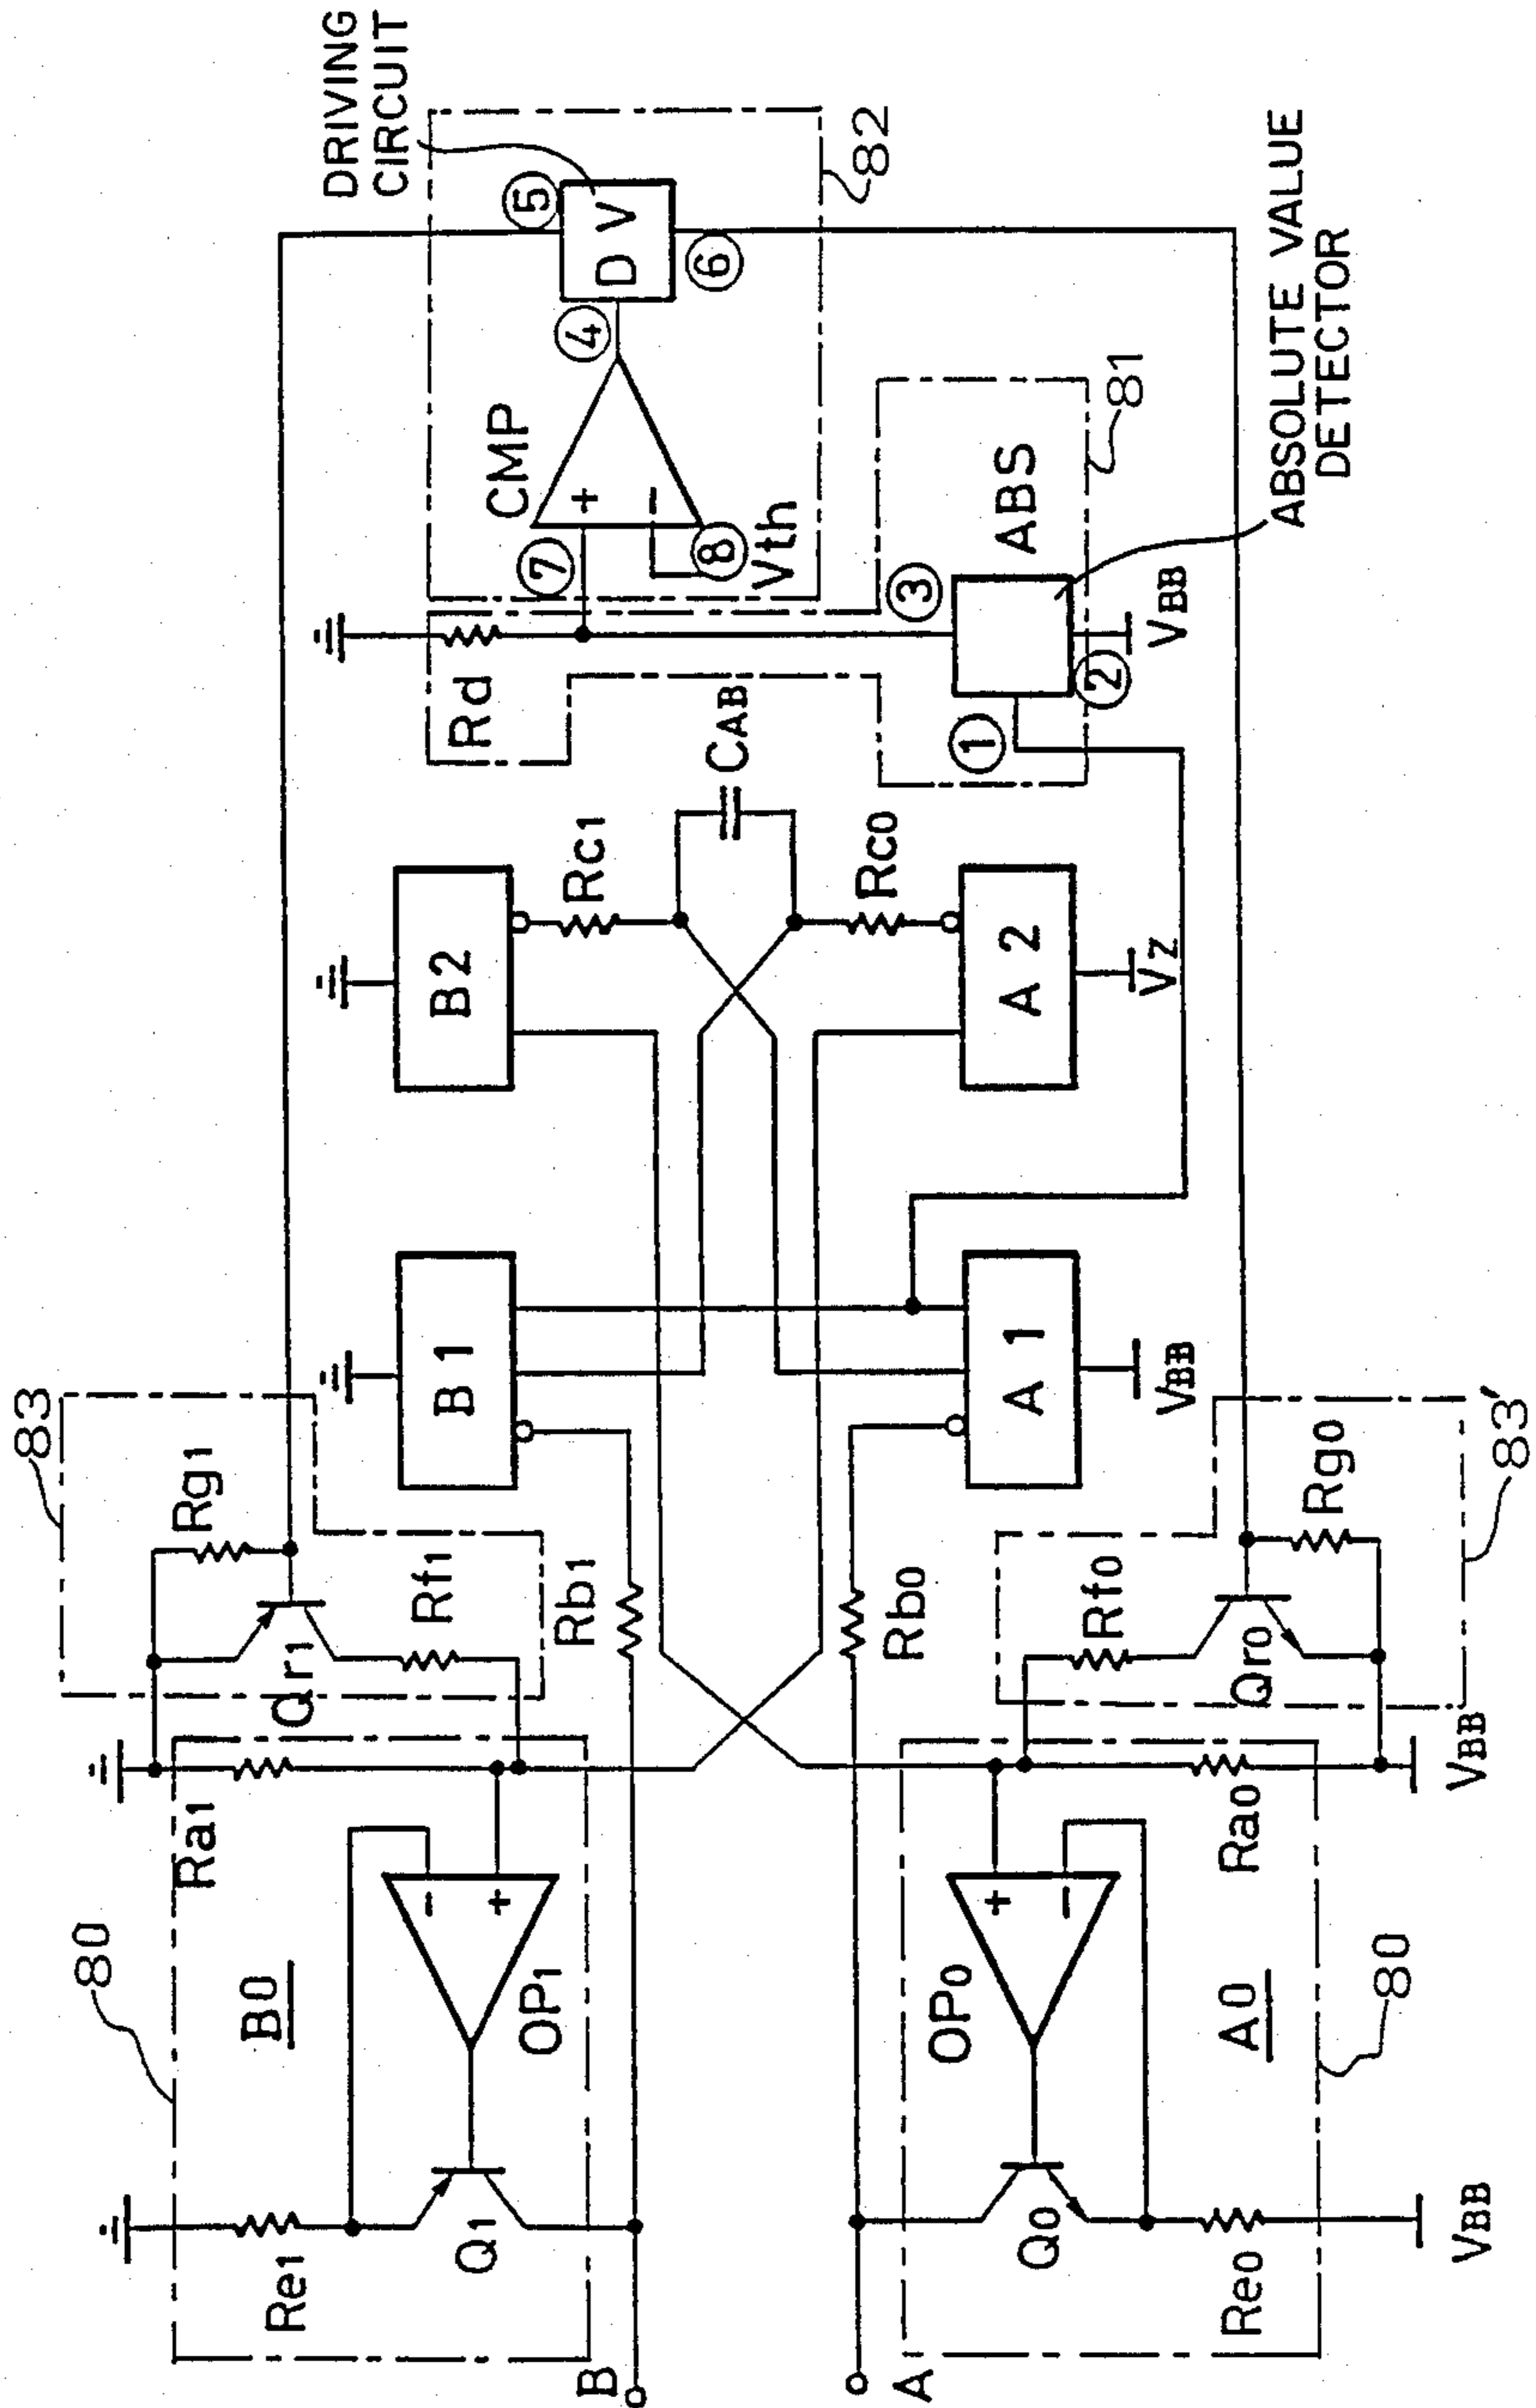 DRIVING
CIRCUIT
⑤
D V
④
⑥
82
CMP
+
−
⑦
⑧
Vth
81
ABS
③
①
②
VBB
ABSOLUTE VALUE
DETECTOR
Rd
CAB
B2
Rc1
Rc0
A2
VZ
83
Rg1
B1
A1
VBB
Rf1
Qr1
Rb1
Rb0
Rf0
Qr0
Rg0
83'
80
Ra1
B0
−
+
OP1
Q1
Re1
B
A
OP0
+
−
Ra0
VBB
A0
80
Q0
Re0
VBB